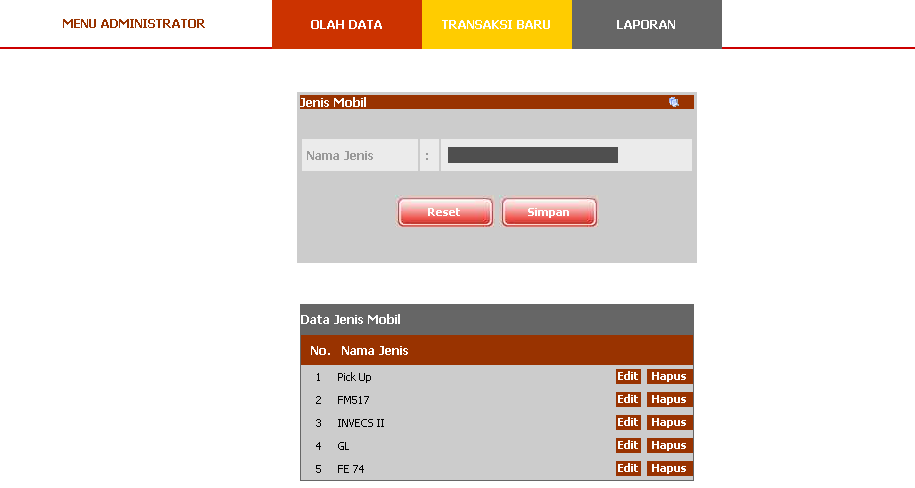 MENU ADMINISTRATOR OLAH DATA TRANSAKSI BARU LAPORAN
Jenis Mobil
Nama Jenis :
Reset Simpan
Data Jenis Mobil
No. Nama Jenis
1 Pick Up Edit Hapus
2 FM517 Edit Hapus
3 INVECS II Edit Hapus
4 GL Edit Hapus
5 FE 74 Edit Hapus